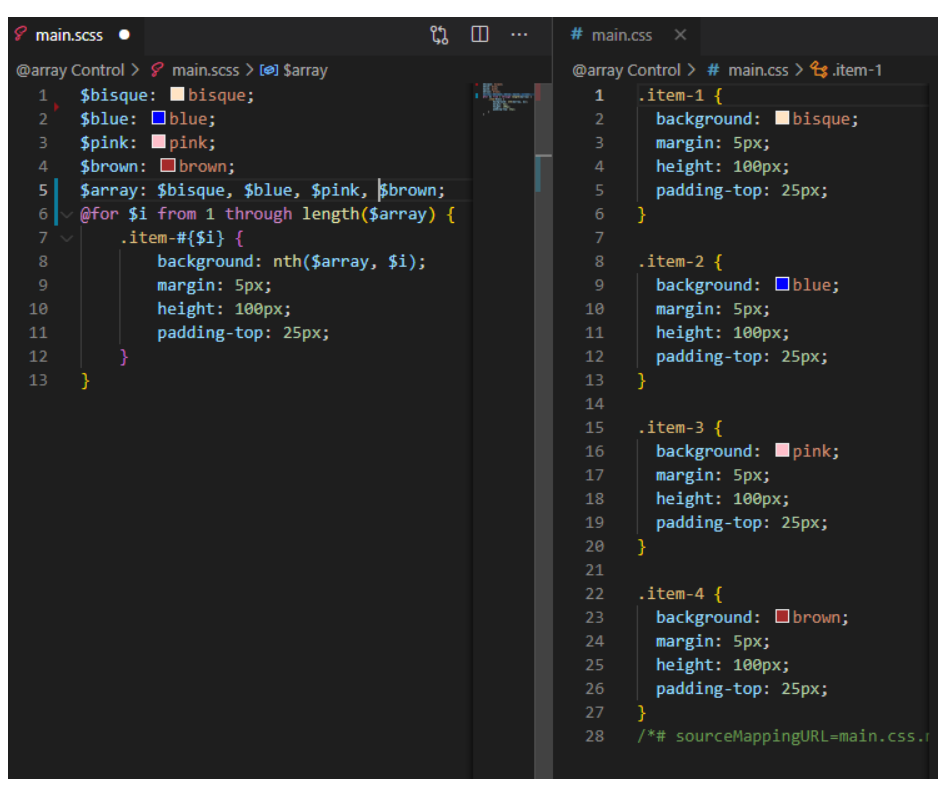 main.scss
@array Control > main.scss > $array
1 $bisque: bisque;
2 $blue: blue;
3 $pink: pink;
4 $brown: brown;
5 $array: $bisque, $blue, $pink, $brown;
6 @for $i from 1 through length($array) {
7 .item-#{$i} {
8 background: nth($array, $i);
9 margin: 5px;
10 height: 100px;
11 padding-top: 25px;
12 }
13 }
# main.css
@array Control > # main.css > .item-1
1 .item-1 {
2 background: bisque;
3 margin: 5px;
4 height: 100px;
5 padding-top: 25px;
6 }
7
8 .item-2 {
9 background: blue;
10 margin: 5px;
11 height: 100px;
12 padding-top: 25px;
13 }
14
15 .item-3 {
16 background: pink;
17 margin: 5px;
18 height: 100px;
19 padding-top: 25px;
20 }
21
22 .item-4 {
23 background: brown;
24 margin: 5px;
25 height: 100px;
26 padding-top: 25px;
27 }
28 /*# sourceMappingURL=main.css.